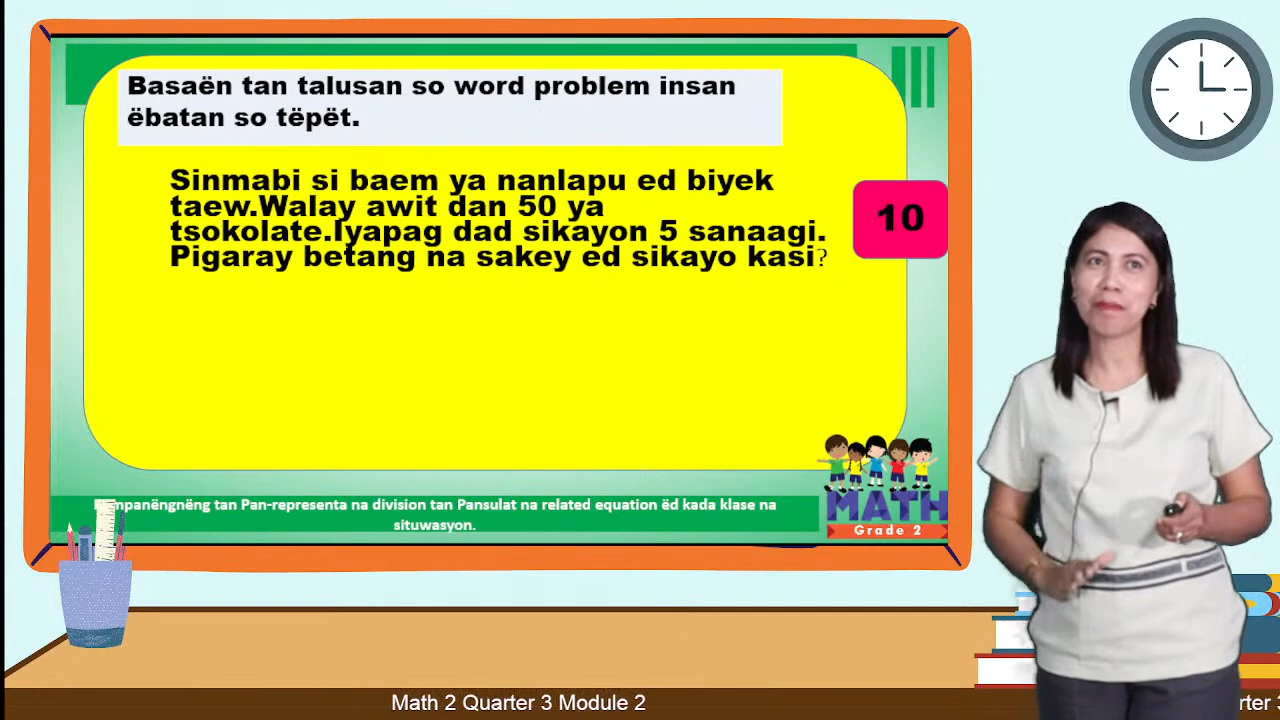 Basaën tan talusan so word problem insan
ëbatan so tëpët.
Sinmabi si baem ya nanlapu ed biyek
taew.Walay awit dan 50 ya
tsokolate.Iyapag dad sikayon 5 sanaagi.
Pigaray betang na sakey ed sikayo kasi?
10
tan Pan-representa na division tan Pansulat na related equation ëd kada klase na
situwasyon.
MATH
Grade 2
Math 2 Quarter 3 Module 2